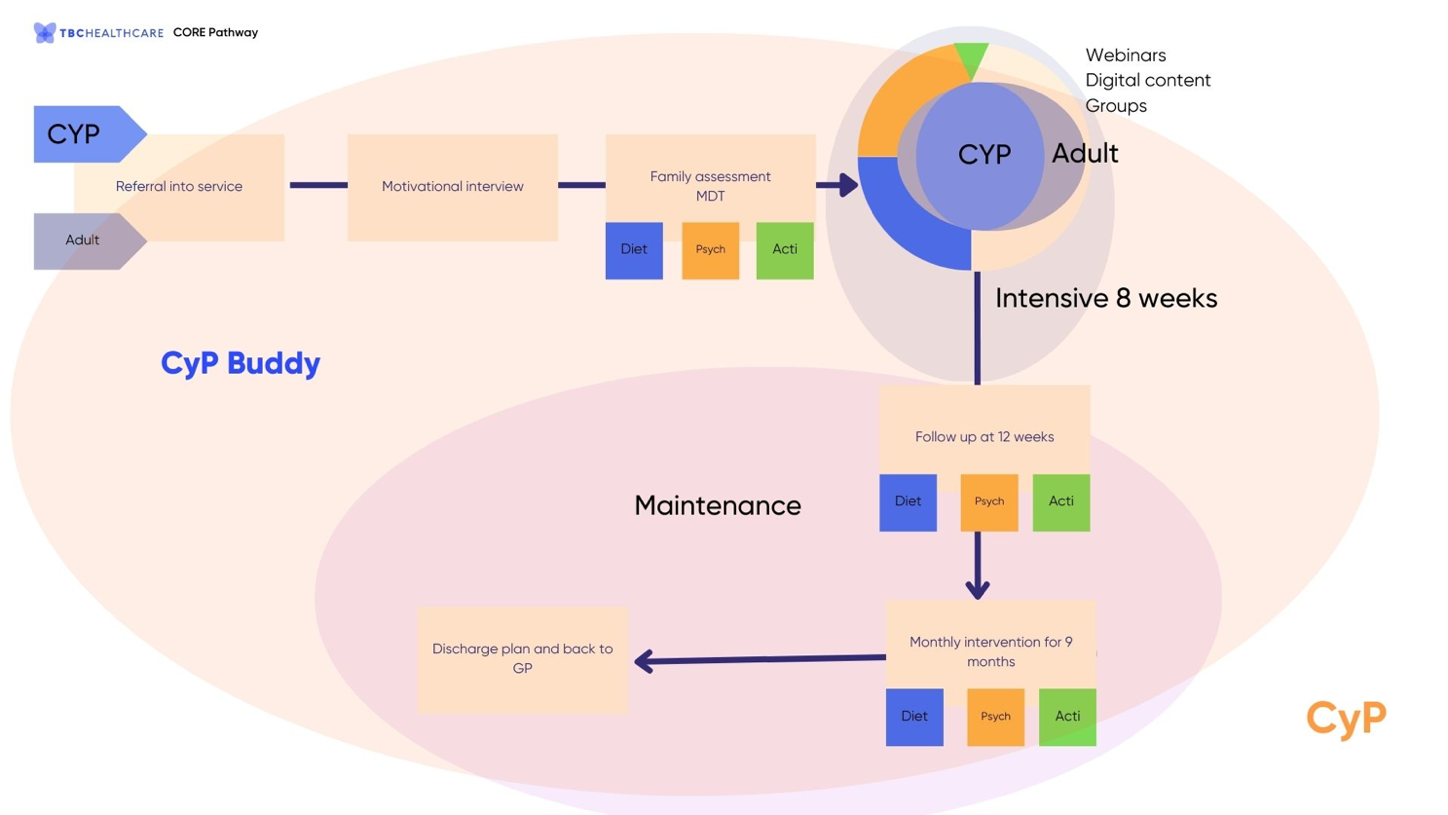 TBCHEALTHCARE CORE Pathway
Webinars
Digital content
Groups
CYP
Adult
Referral into service
Motivational interview
Family assessment
MDT
Diet
Psych
Acti
CYP
Adult
Intensive 8 weeks
CyP Buddy
Follow up at 12 weeks
Diet
Psych
Acti
Maintenance
Monthly intervention for 9
months
Diet
Psych
Acti
Discharge plan and back to
GP
CyP